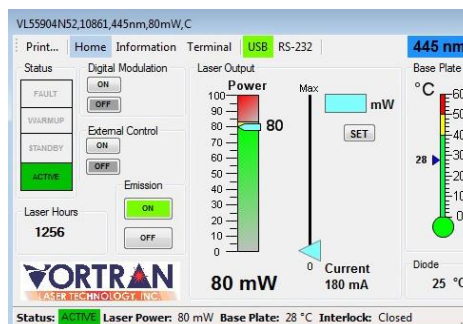 VL55904N52,10861,445nm,80mW,C
Print... Home Information Terminal USB RS-232 445 nm
Status
FAULT
WARMUP
STANDBY
ACTIVE
Digital Modulation
ON
OFF
External Control
ON
OFF
Emission
ON
OFF
Laser Hours
1256
VORTRAN
LASER TECHNOLOGY, INC.
Laser Output
Power
100
90
80
70
60
50
40
30
20
10
0
80
80 mW
Max
0
mW
SET
Current
180 mA
Base Plate
°C
60
50
40
30
20
10
0
28
Diode
25 °C
Status: ACTIVE Laser Power: 80 mW Base Plate: 28 °C Interlock: Closed